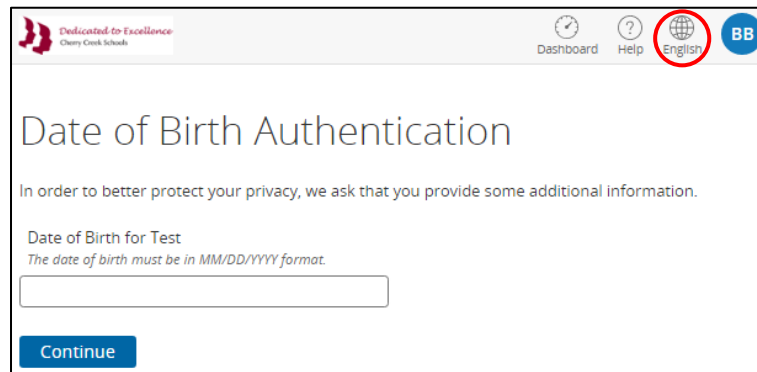 Dedicated to Excellence
Cherry Creek Schools
Dashboard
?
Help
English
BB
Date of Birth Authentication
In order to better protect your privacy, we ask that you provide some additional information.
Date of Birth for Test
The date of birth must be in MM/DD/YYYY format.
Continue